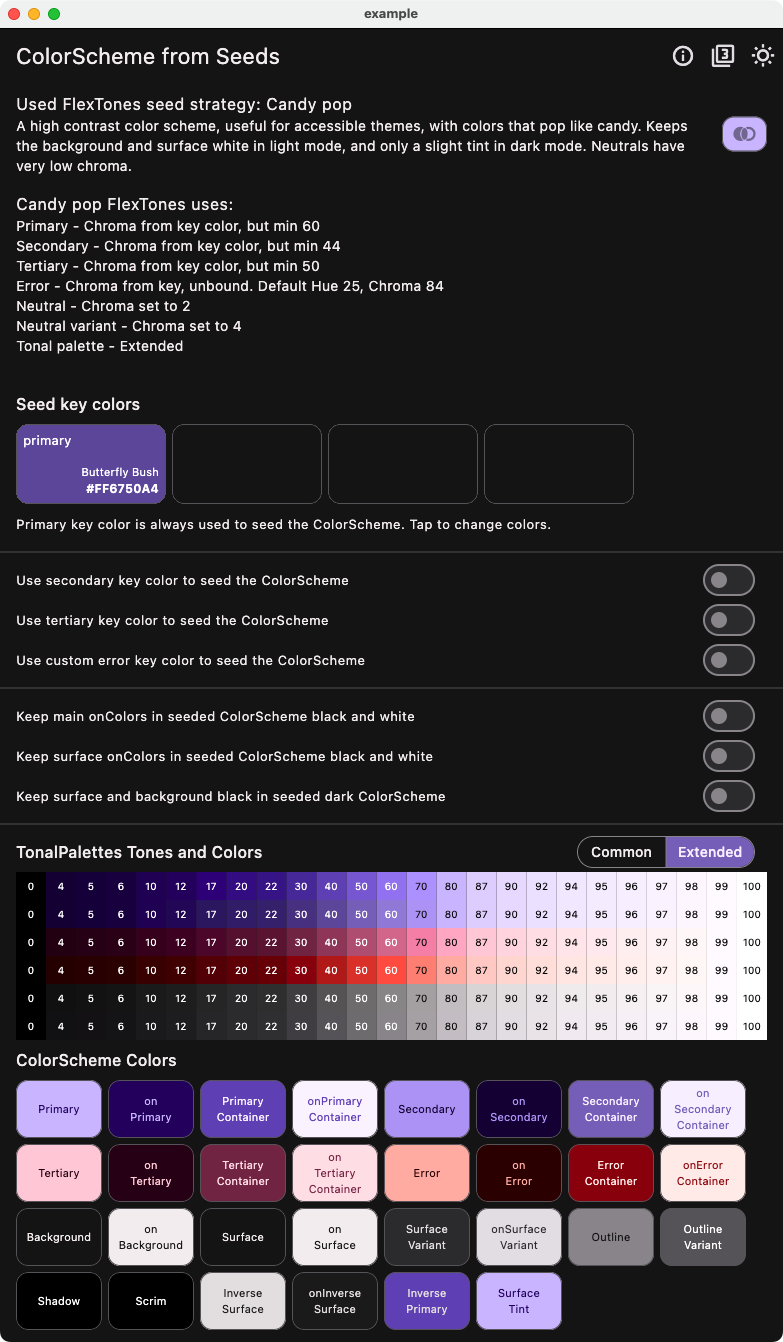 example
ColorScheme from Seeds
3
Used FlexTones seed strategy: Candy pop
A high contrast color scheme, useful for accessible themes, with colors that pop like candy. Keeps
the background and surface white in light mode, and only a slight tint in dark mode. Neutrals have
very low chroma.
Candy pop FlexTones uses:
Primary - Chroma from key color, but min 60
Secondary - Chroma from key color, but min 44
Tertiary - Chroma from key color, but min 50
Error - Chroma from key, unbound. Default Hue 25, Chroma 84
Neutral - Chroma set to 2
Neutral variant - Chroma set to 4
Tonal palette - Extended
Seed key colors
primary
Butterfly Bush
#FF6750A4
Primary key color is always used to seed the ColorScheme. Tap to change colors.
Use secondary key color to seed the ColorScheme
Use tertiary key color to seed the ColorScheme
Use custom error key color to seed the ColorScheme
Keep main onColors in seeded ColorScheme black and white
Keep surface onColors in seeded ColorScheme black and white
Keep surface and background black in seeded dark ColorScheme
TonalPalettes Tones and Colors Common Extended
0 4 5 6 10 12 17 20 22 30 40 50 60 70 80 87 90 92 94 95 96 97 98 99 100
0 4 5 6 10 12 17 20 22 30 40 50 60 70 80 87 90 92 94 95 96 97 98 99 100
0 4 5 6 10 12 17 20 22 30 40 50 60 70 80 87 90 92 94 95 96 97 98 99 100
0 4 5 6 10 12 17 20 22 30 40 50 60 70 80 87 90 92 94 95 96 97 98 99 100
0 4 5 6 10 12 17 20 22 30 40 50 60 70 80 87 90 92 94 95 96 97 98 99 100
0 4 5 6 10 12 17 20 22 30 40 50 60 70 80 87 90 92 94 95 96 97 98 99 100
ColorScheme Colors
Primary
on
Primary
Primary
Container
onPrimary
Container
Secondary
on
Secondary
Secondary
Container
on
Secondary
Container
Tertiary
on
Tertiary
Tertiary
Container
on
Tertiary
Container
Error
on
Error
Error
Container
onError
Container
Background
on
Background
Surface
on
Surface
Surface
Variant
onSurface
Variant
Outline
Outline
Variant
Shadow
Scrim
Inverse
Surface
onInverse
Surface
Inverse
Primary
Surface
Tint